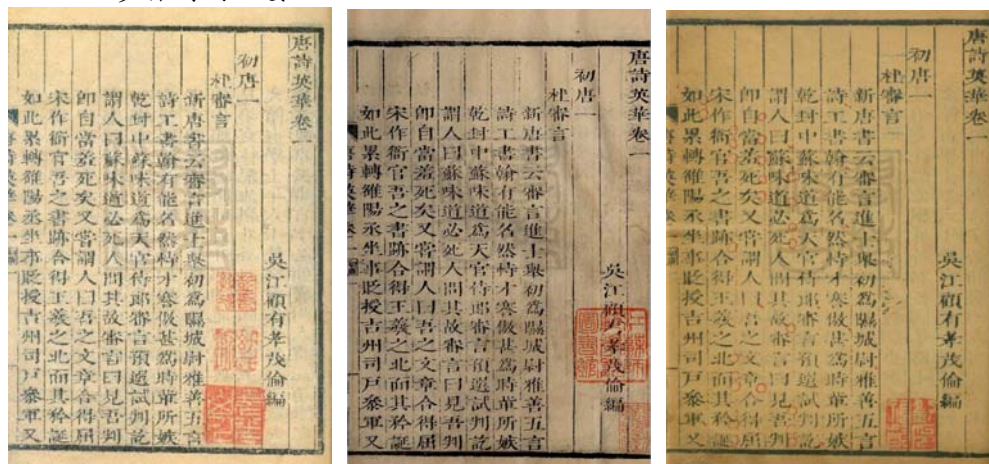 唐詩英華卷一
吳江顧有孝茂倫編
初唐一
杜審言
新唐書云審言進士舉初爲隰城尉雅善五言
詩工書翰有能名然恃才謇傲甚爲時輩所嫉
乾封中蘇味道爲天官侍郎審言預選試判訖
謂人曰蘇味道必死人問其故審言曰見吾判
卽自當羞死矣又嘗謂人曰吾之文章合得屈
宋作衙官吾之書跡合得王羲之北面其矜誕
如此累轉雒陽丞坐事貶授吉州司戶參軍又
唐詩英華卷一
吳江顧有孝茂倫編
初唐一
杜審言
新唐書云審言進士舉初爲隰城尉雅善五言
詩工書翰有能名然恃才謇傲甚爲時輩所嫉
乾封中蘇味道爲天官侍郎審言預選試判訖
謂人曰蘇味道必死人問其故審言曰見吾判
卽自當羞死矣又嘗謂人曰吾之文章合得屈
宋作衙官吾之書跡合得王羲之北面其矜誕
如此累轉雒陽丞坐事貶授吉州司戶參軍又
唐詩英華卷一
吳江顧有孝茂倫編
初唐一
杜審言
新唐書云審言進士舉初爲隰城尉雅善五言
詩工書翰有能名然恃才謇傲甚爲時輩所嫉
乾封中蘇味道爲天官侍郎審言預選試判訖
謂人曰蘇味道必死人問其故審言曰見吾判
卽自當羞死矣又嘗謂人曰吾之文章合得屈
宋作衙官吾之書跡合得王羲之北面其矜誕
如此累轉雒陽丞坐事貶授吉州司戶參軍又